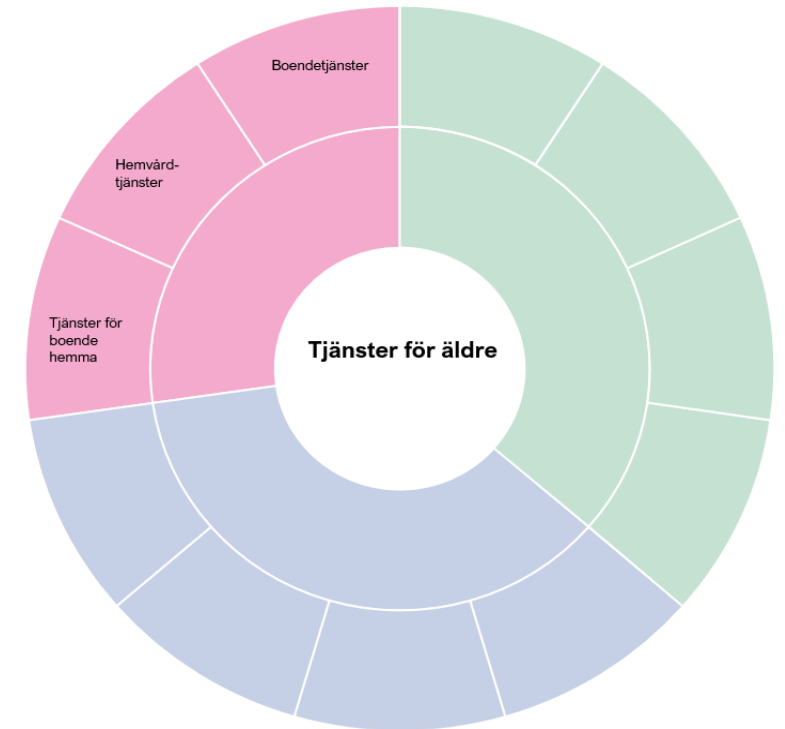 Boendetjänster
Hemvård-
tjänster
Tjänster för
boende
hemma
Tjänster för äldre